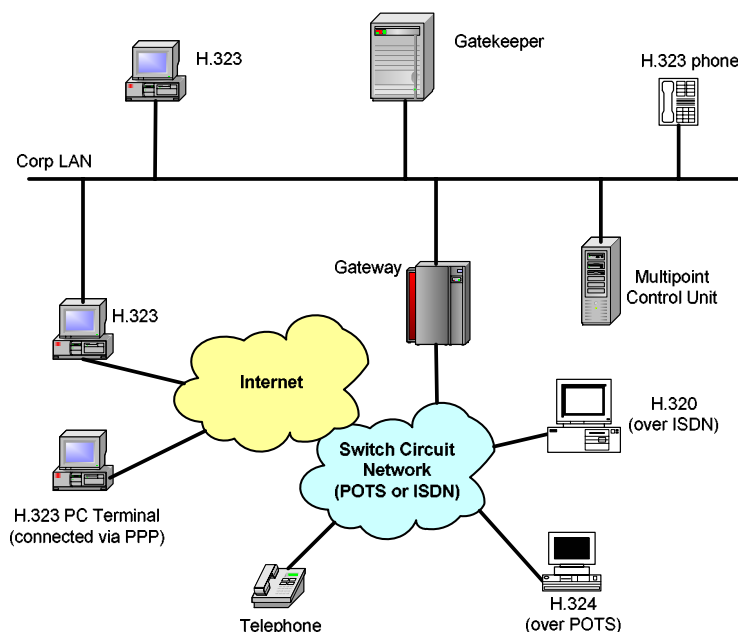 Gatekeeper
H.323
H.323 phone
Corp LAN
Gateway
Multipoint
Control Unit
H.323
Internet
H.320
(over ISDN)
Switch Circuit
Network
(POTS or ISDN)
H.323 PC Terminal
(connected via PPP)
Telephone
H.324
(over POTS)